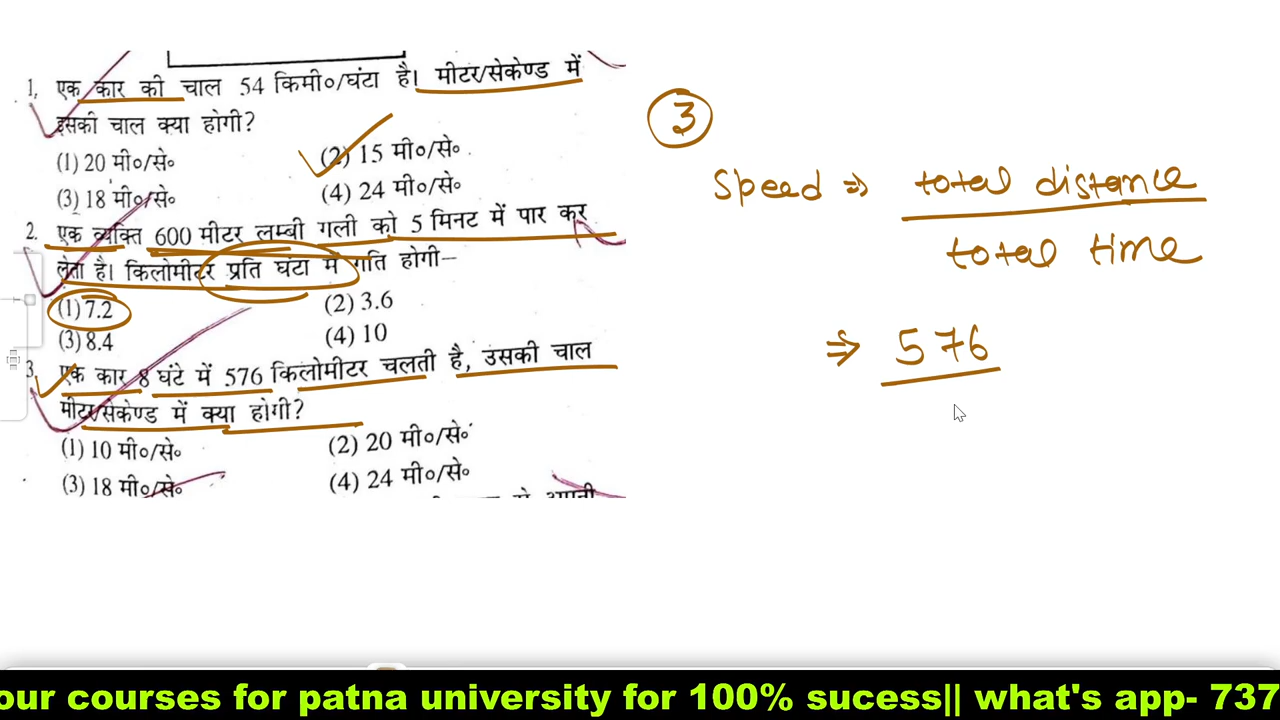 1. एक कार की चाल 54 कि०मी०/घंटा है। मीटर/सेकेण्ड में
इसकी चाल क्या होगी?
(1) 20 मी०/से०
(2) 15 मी०/से०
(3) 18 मी०/से०
(4) 24 मी०/से०
2. एक व्यक्ति 600 मीटर लम्बी गली को 5 मिनट में पार कर
लेता है। किलोमीटर प्रति घंटा में गति होगी—
(1) 7.2
(2) 3.6
(3) 8.4
(4) 10
3. एक कार 8 घंटे में 576 किलोमीटर चलती है, उसकी चाल
मीटर/सेकेण्ड में क्या होगी?
(1) 10 मी०/से०
(2) 20 मी०/से०
(3) 18 मी०/से०
(4) 24 मी०/से०
3
Speed ⇒ total distance
total time
⇒ 576
our courses for patna university for 100% sucess|| what's app- 737